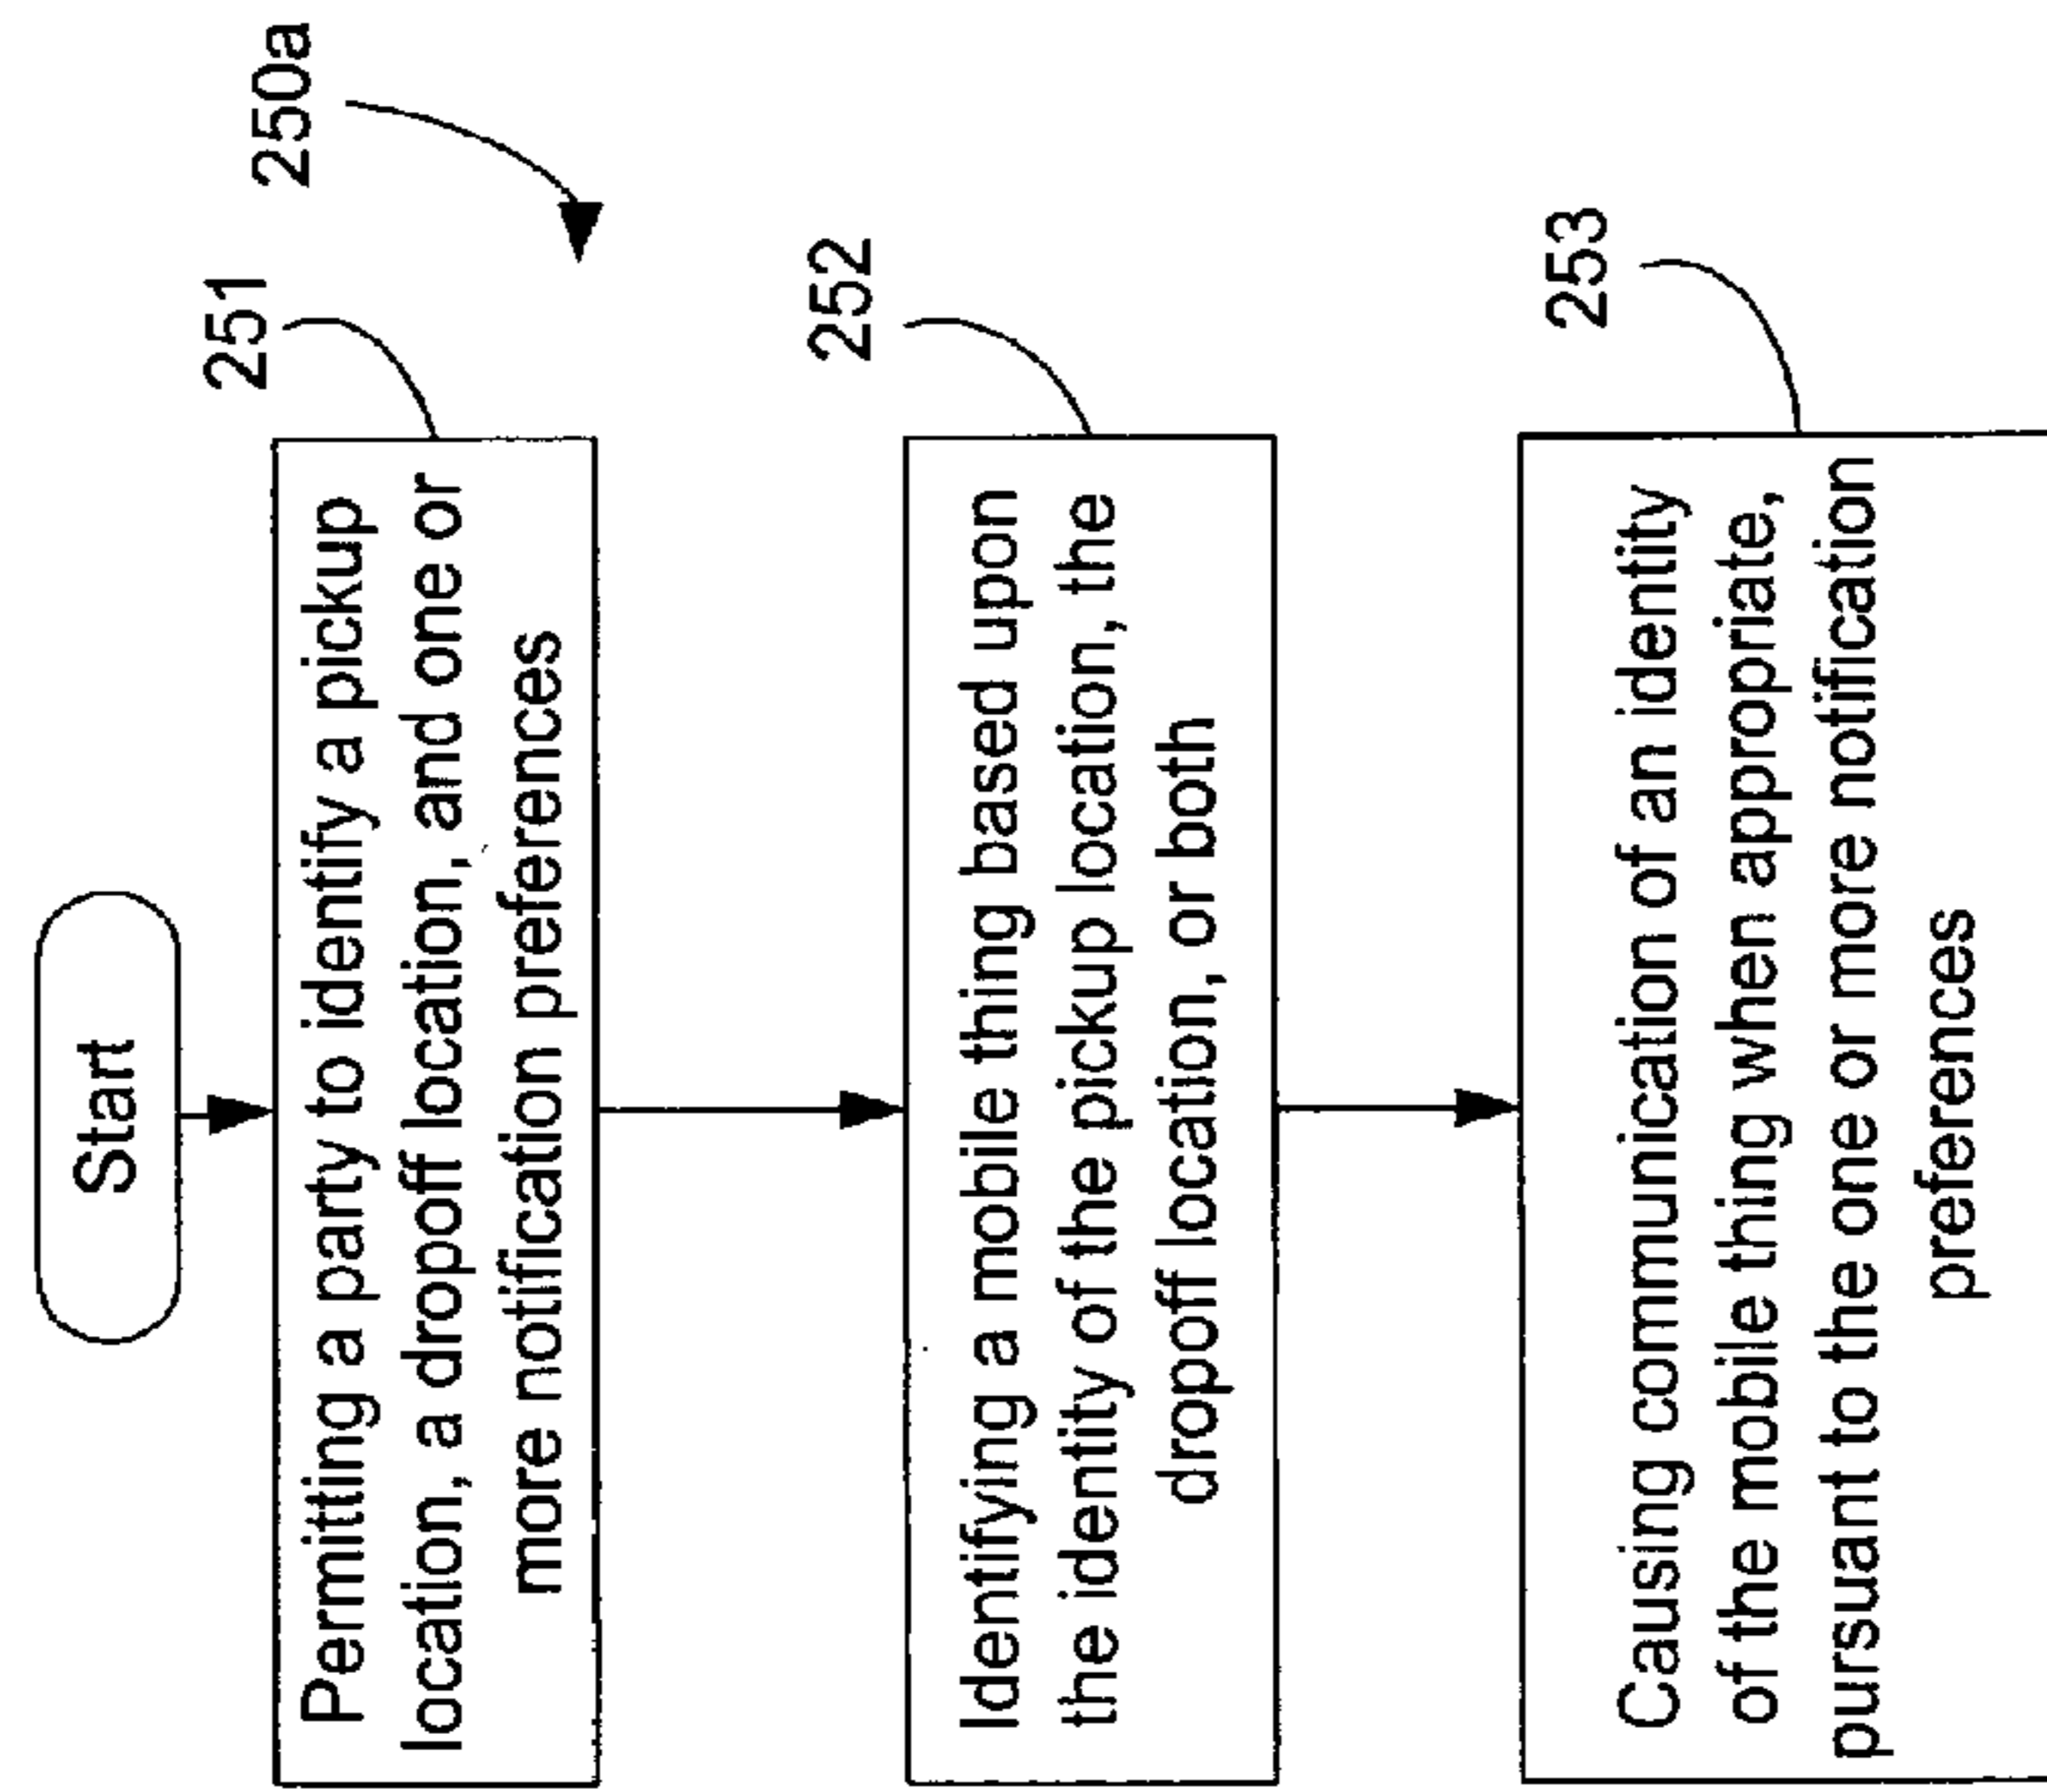 Start
250a
251
Permitting a party to identify a pickup
location, a dropoff location, and one or
more notification preferences
252
Identifying a mobile thing based upon
the identity of the pickup location, the
dropoff location, or both
253
Causing communication of an identity
of the mobile thing when appropriate,
pursuant to the one or more notification
preferences